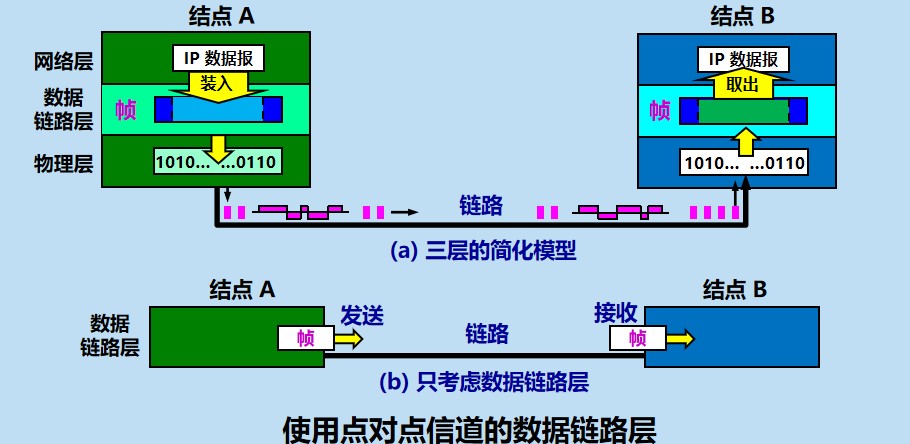 结点 A
结点 B
网络层
IP 数据报
IP 数据报
装入
取出
数据
链路层
帧
帧
物理层
1010... ...0110
1010... ...0110
链路
(a) 三层的简化模型
结点 A
结点 B
数据
链路层
帧
发送
链路
接收
帧
(b) 只考虑数据链路层
使用点对点信道的数据链路层